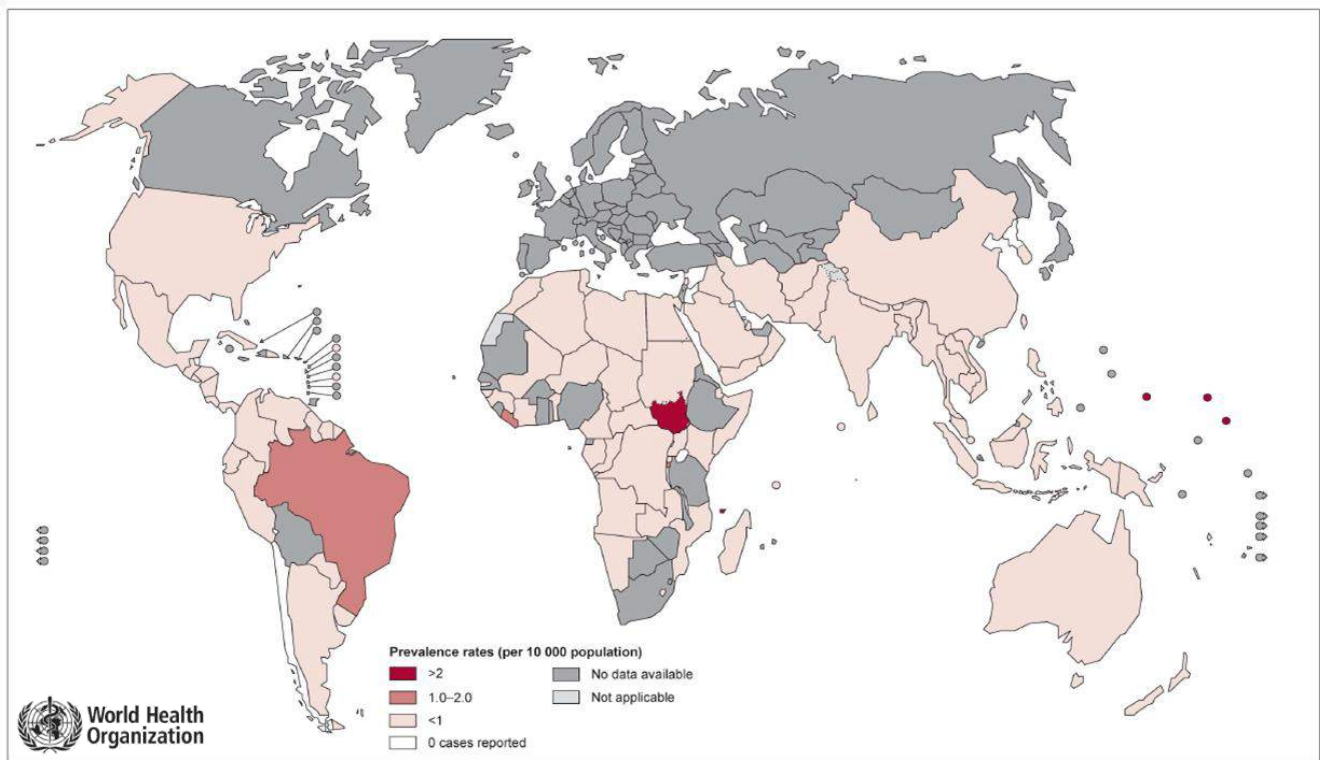 Prevalence rates (per 10 000 population)
>2
1.0–2.0
<1
0 cases reported
No data available
Not applicable
World Health
Organization